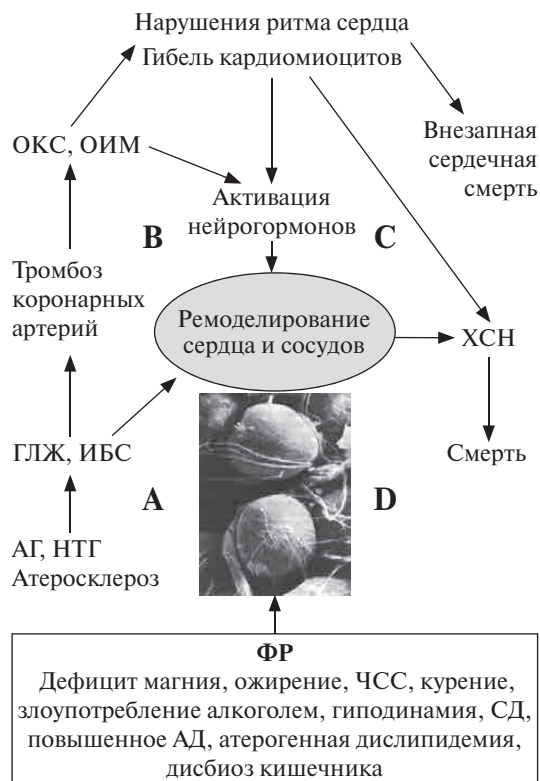 Нарушения ритма сердца
Гибель кардиомиоцитов
Внезапная
сердечная
смерть
ОКС, ОИМ
Активация
нейрогормонов
B
C
Тромбоз
коронарных
артерий
Ремоделирование
сердца и сосудов
ХСН
ГЛЖ, ИБС
Смерть
A
D
АГ, НТГ
Атеросклероз
ФР
Дефицит магния, ожирение, ЧСС, курение,
злоупотребление алкоголем, гиподинамия, СД,
повышенное АД, атерогенная дислипидемия,
дисбиоз кишечника